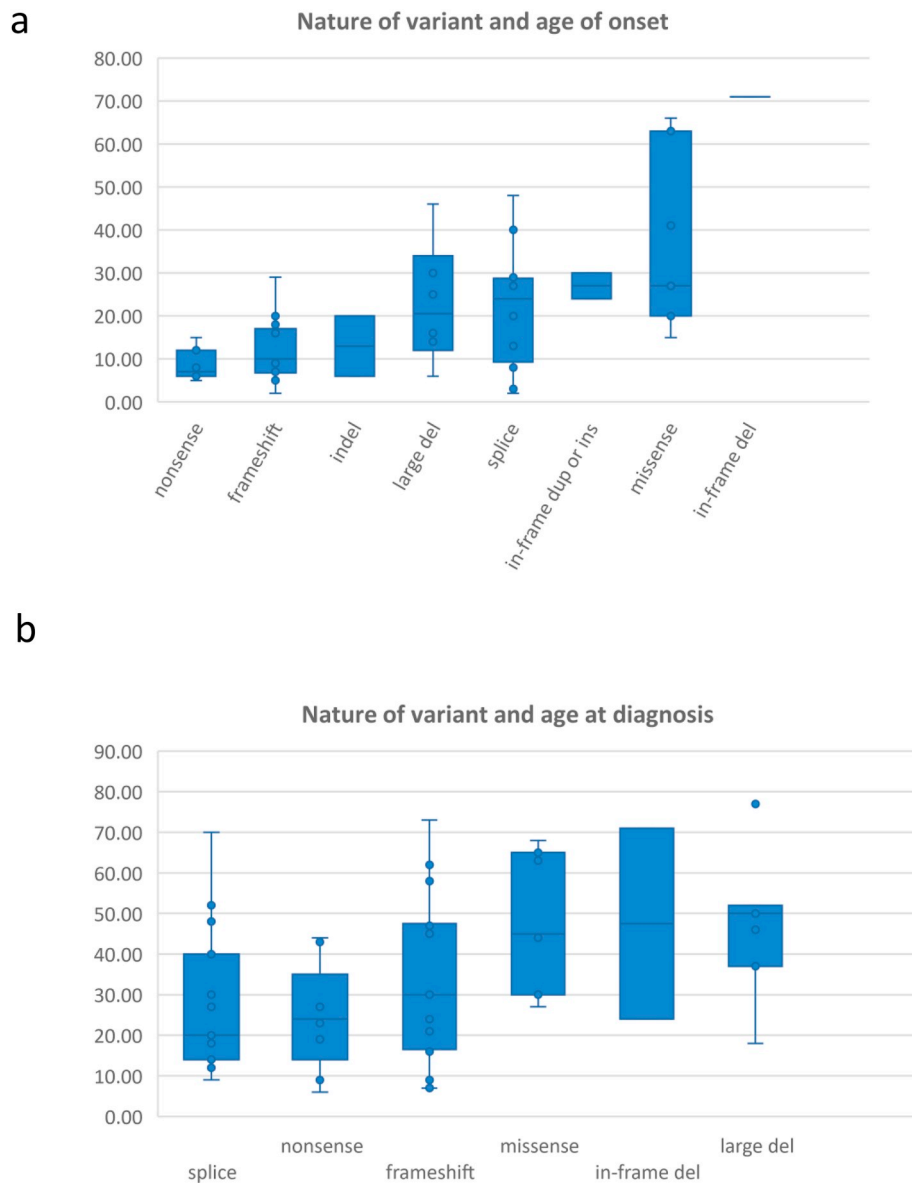 a
Nature of variant and age of onset
80.00
70.00
60.00
50.00
40.00
30.00
20.00
10.00
0.00
nonsense
frameshift
indel
large del
splice
in-frame dup or ins
missense
in-frame del
b
Nature of variant and age at diagnosis
90.00
80.00
70.00
60.00
50.00
40.00
30.00
20.00
10.00
0.00
splice
nonsense
frameshift
missense
in-frame del
large del